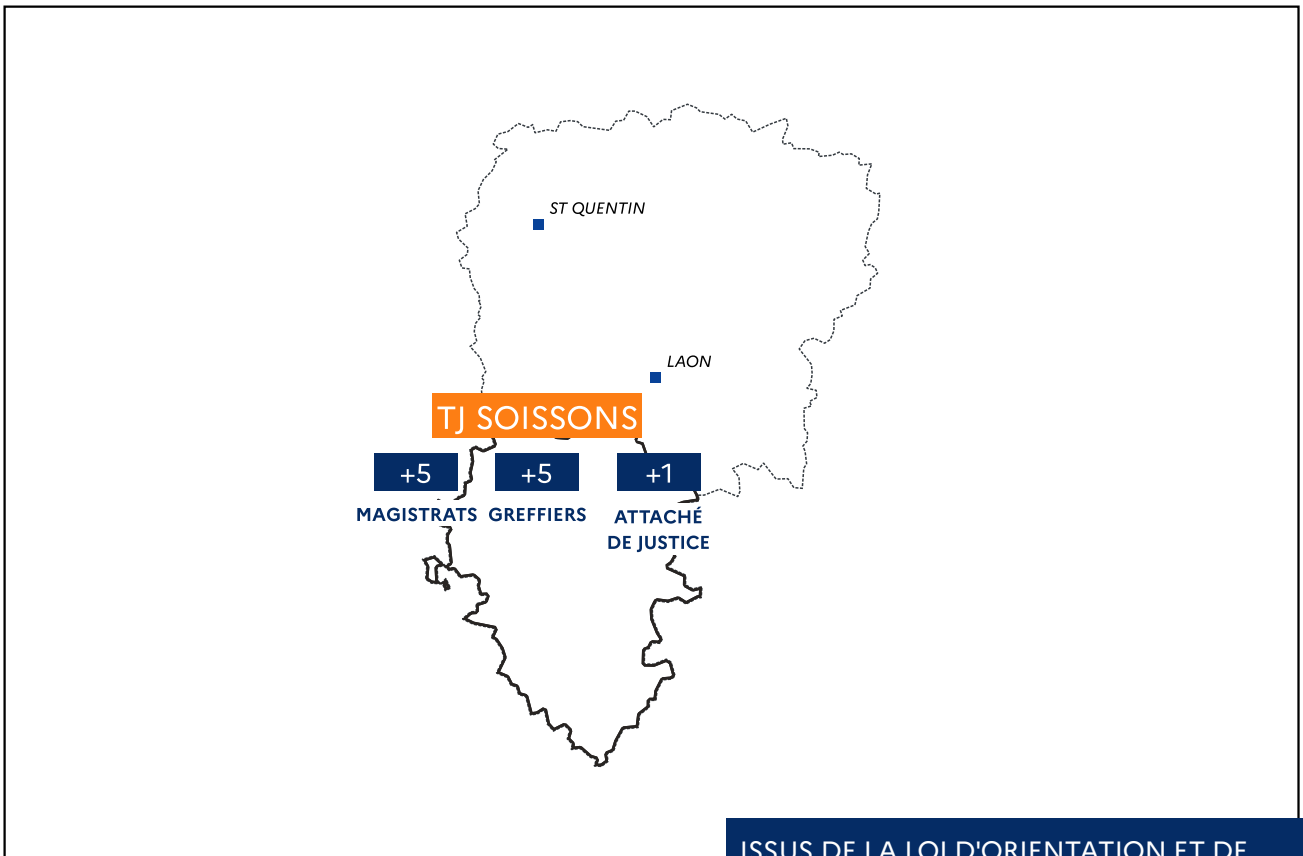 ST QUENTIN
LAON
TJ SOISSONS
+5 +5 +1
MAGISTRATS GREFFIERS ATTACHÉ
DE JUSTICE
ISSUS DE LA LOI D'ORIENTATION ET DE